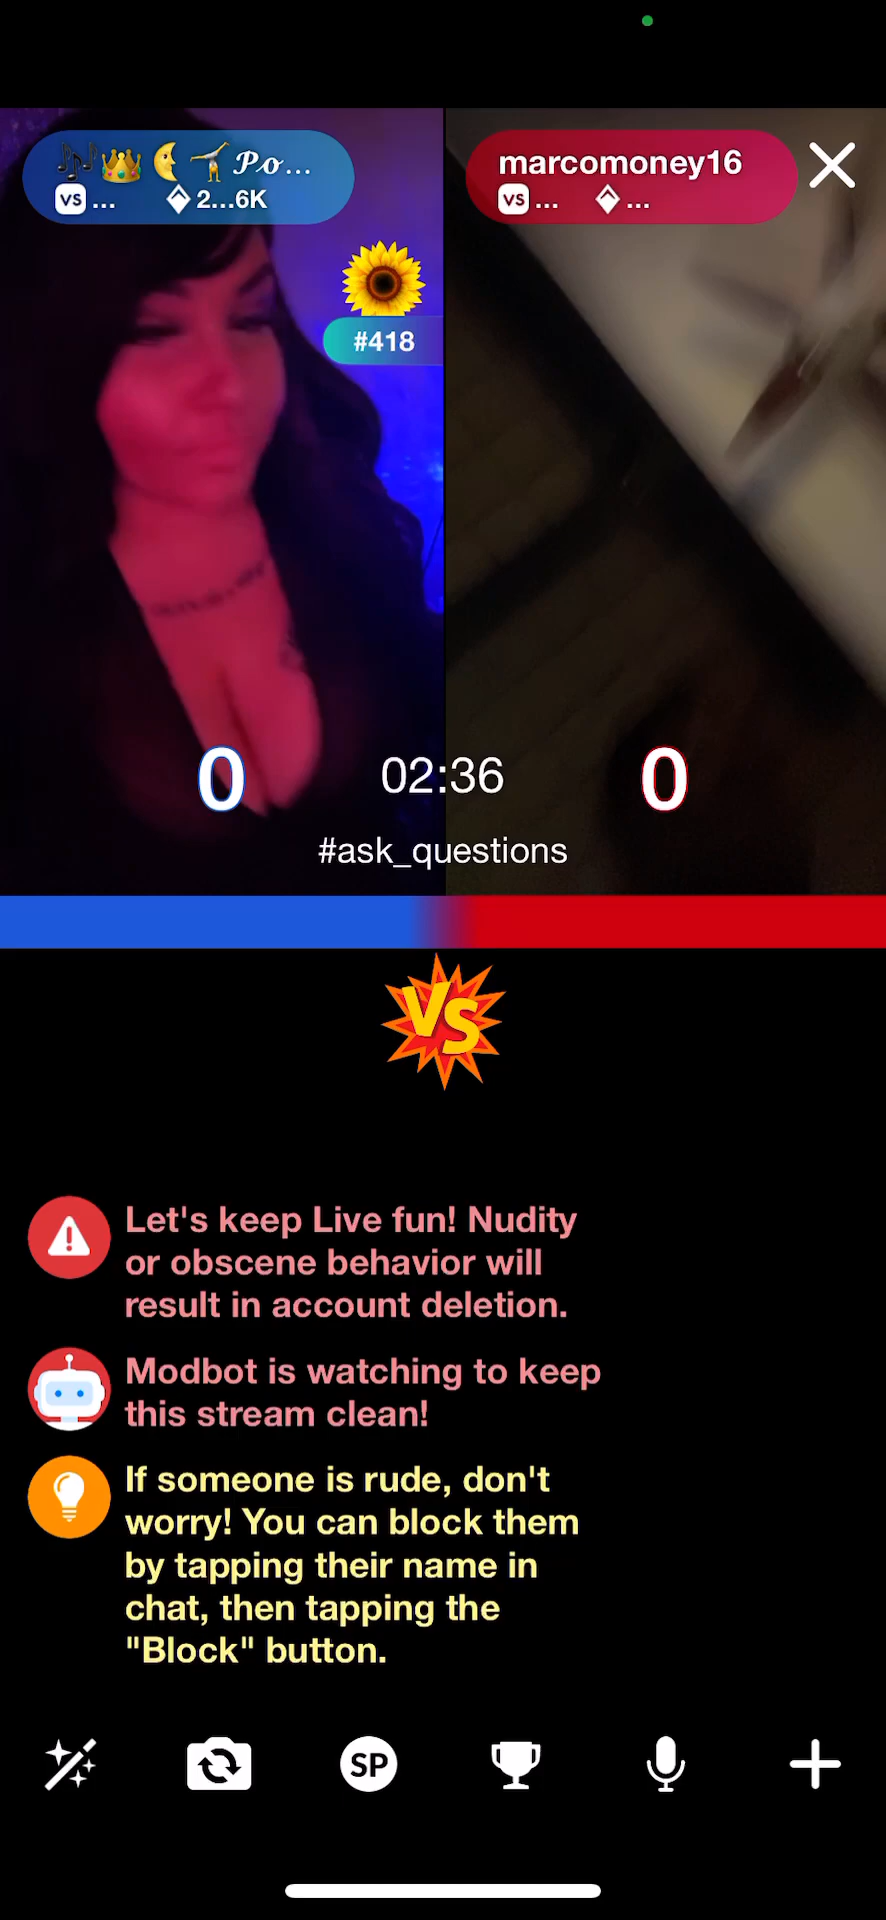 🎶👑🌜🤸𝓟𝓸...
VS ... 2...6K
marcomoney16
VS ... ...
#418
0
02:36
0
#ask_questions
VS
Let's keep Live fun! Nudity
or obscene behavior will
result in account deletion.
Modbot is watching to keep
this stream clean!
If someone is rude, don't
worry! You can block them
by tapping their name in
chat, then tapping the
"Block" button.
SP